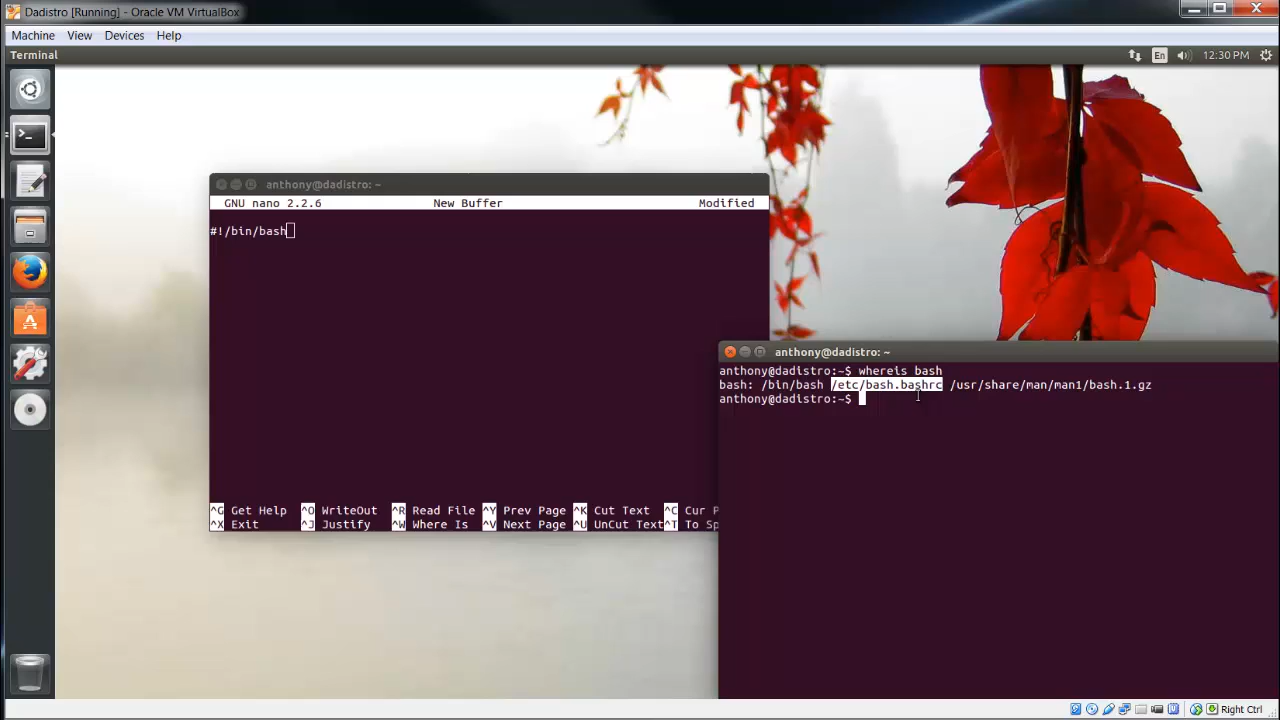 Dadistro [Running] - Oracle VM VirtualBox
Machine View Devices Help
Terminal
En
12:30 PM
anthony@dadistro: ~
GNU nano 2.2.6 New Buffer Modified
#!/bin/bash
^G Get Help ^O WriteOut ^R Read File ^Y Prev Page ^K Cut Text ^C Cur P
^X Exit ^J Justify ^W Where Is ^V Next Page ^U UnCut Text^T To Sp
anthony@dadistro: ~
anthony@dadistro:~$ whereis bash
bash: /bin/bash /etc/bash.bashrc /usr/share/man/man1/bash.1.gz
anthony@dadistro:~$
Right Ctrl